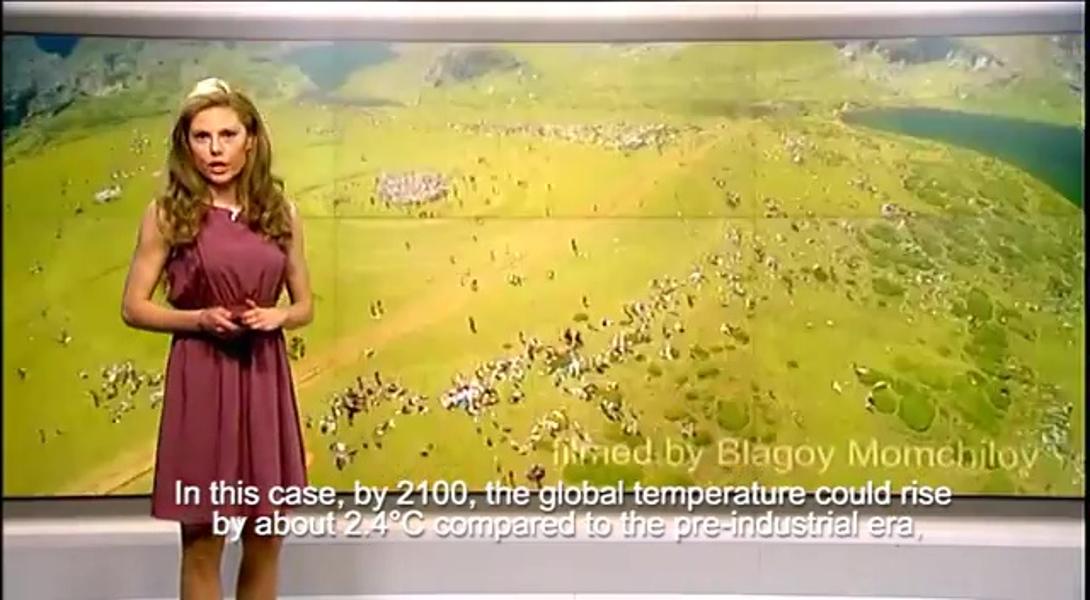 filmed by Blagoy Momchilov
In this case, by 2100, the global temperature could rise
by about 2.4°C compared to the pre-industrial era,